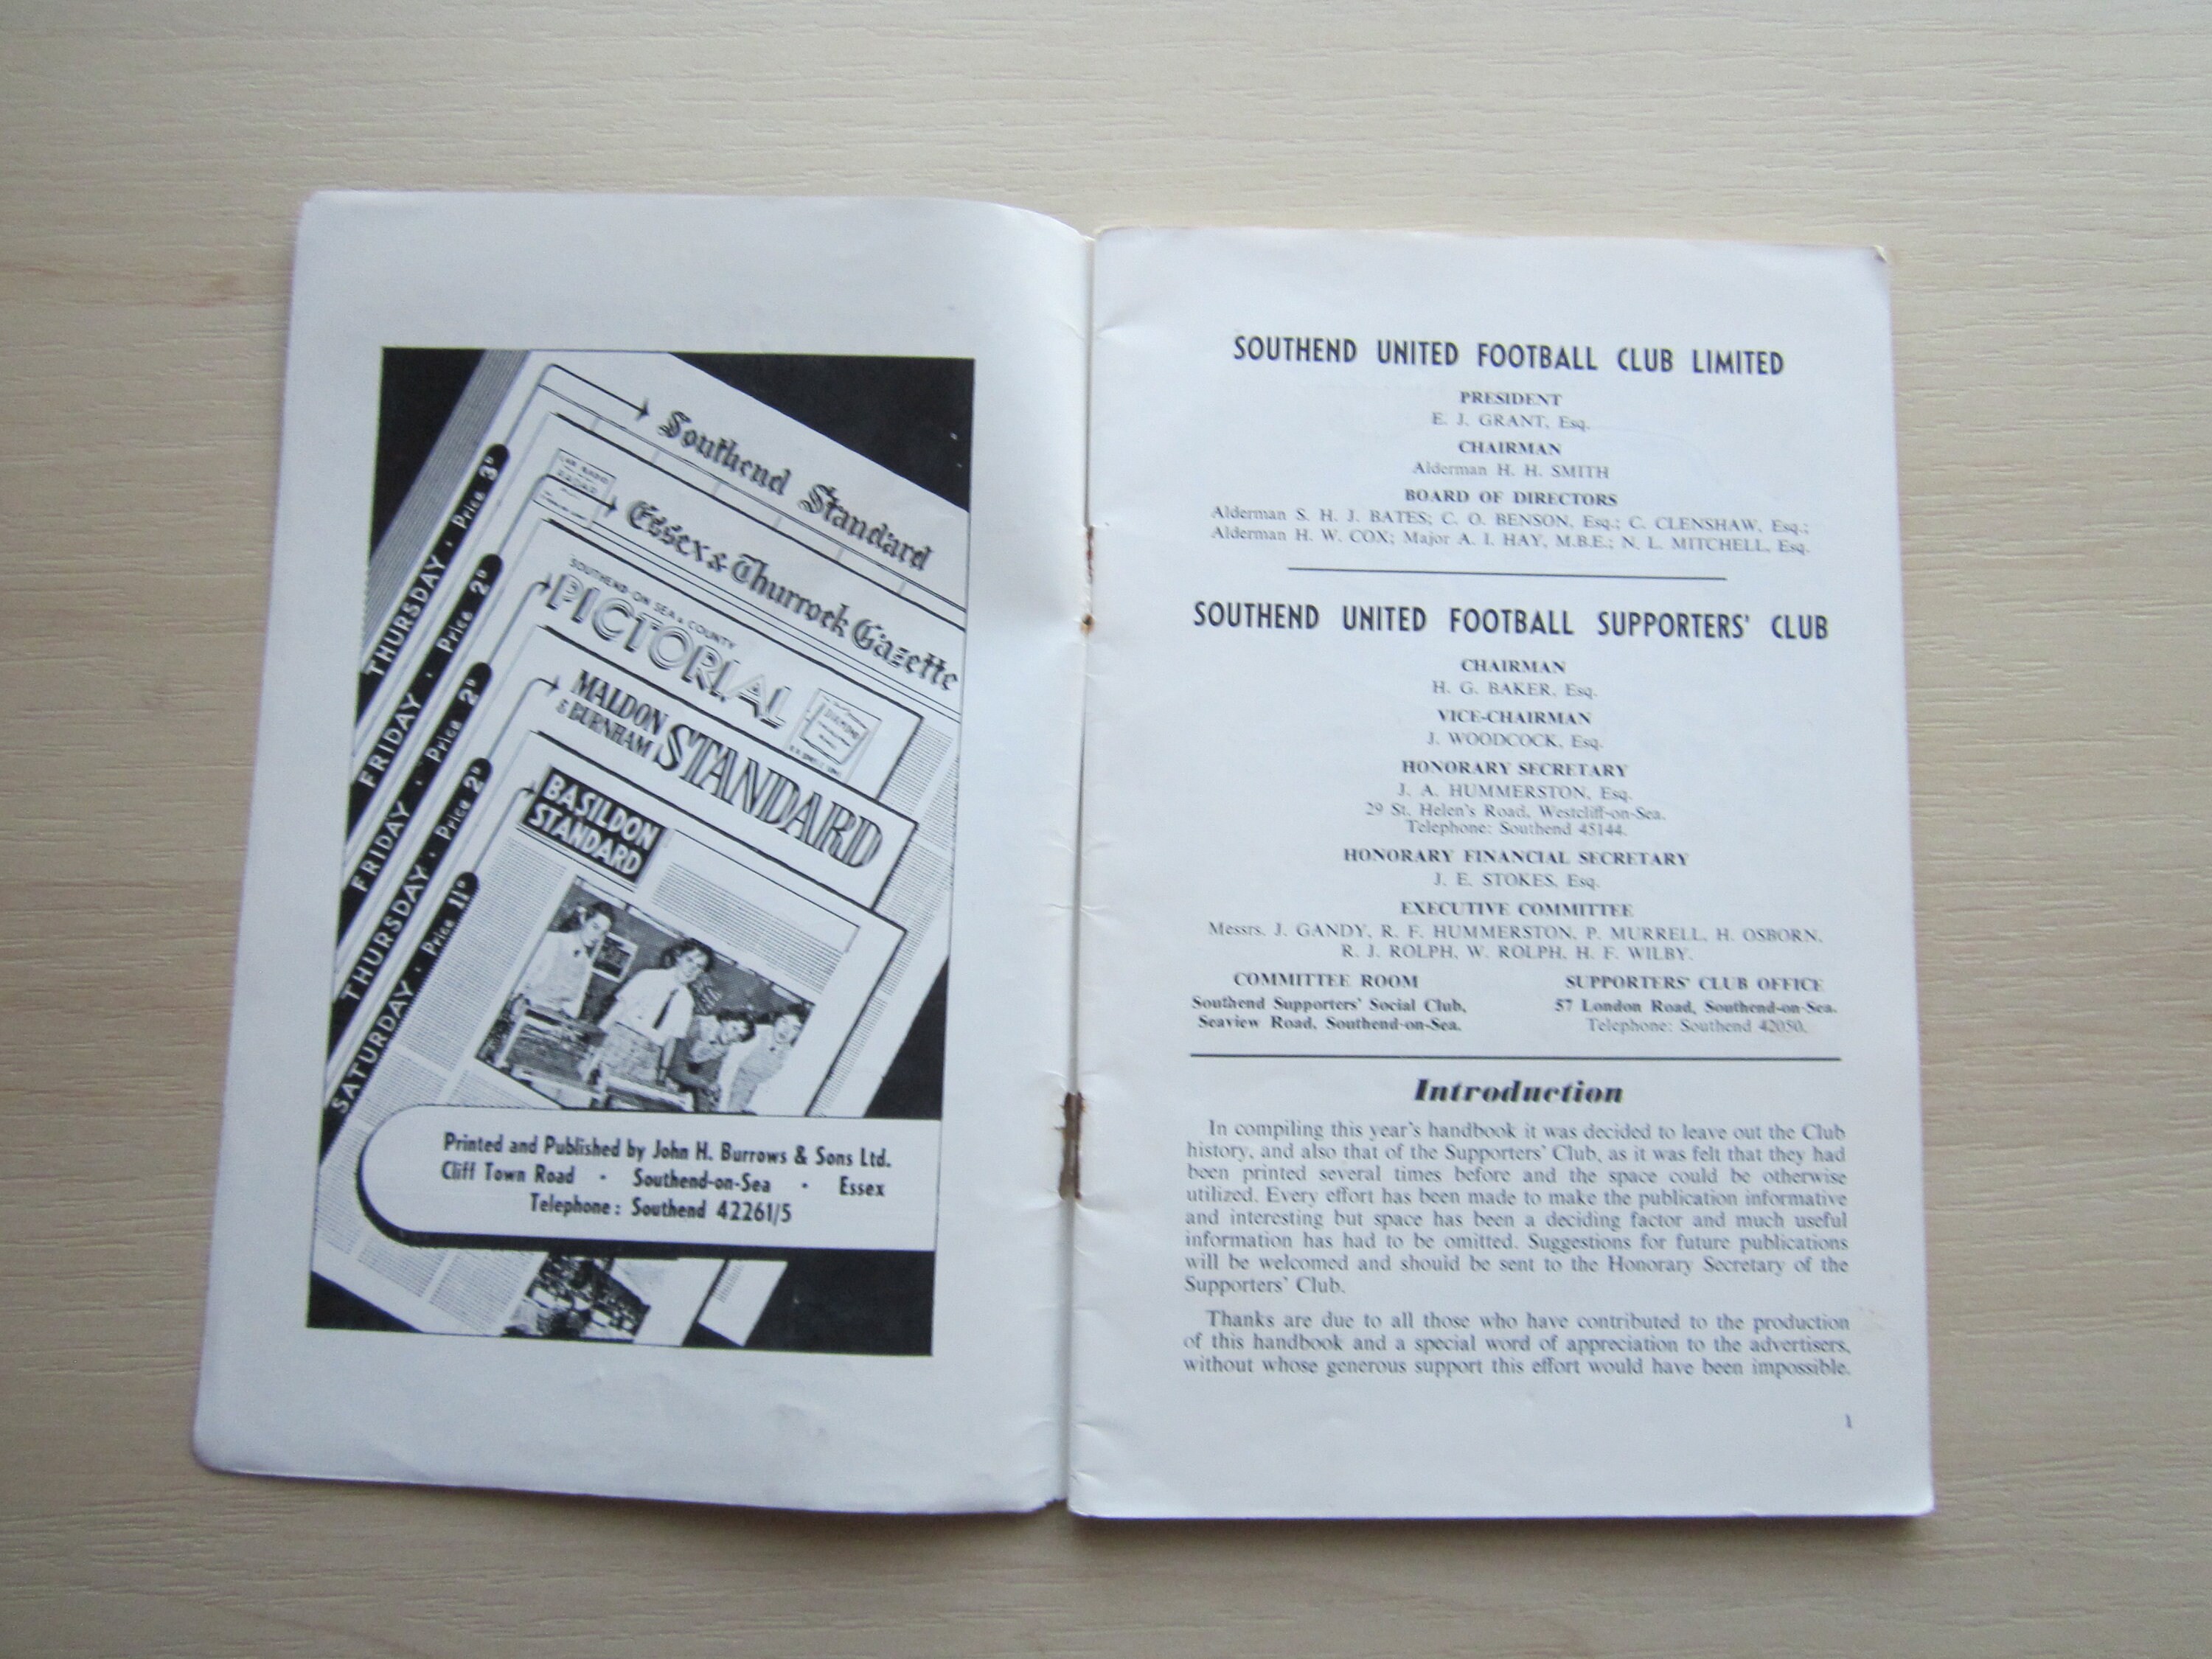 Southend Standard
THURSDAY · Price 3ᴰ
Essex & Thurrock Gazette
FRIDAY · Price 2ᴰ
SOUTHEND-ON-SEA & COUNTY
PICTORIAL
FRIDAY · Price 2ᴰ
MALDON
& BURNHAM
STANDARD
THURSDAY · Price 2ᴰ
BASILDON
STANDARD
SATURDAY · Price
Printed and Published by John H. Burrows & Sons Ltd.
Cliff Town Road - Southend-on-Sea - Essex
Telephone: Southend 42261/5
SOUTHEND UNITED FOOTBALL CLUB LIMITED
PRESIDENT
E. J. GRANT, Esq.
CHAIRMAN
Alderman H. H. SMITH
BOARD OF DIRECTORS
Alderman S. H. J. BATES; C. O. BENSON, Esq.; C. CLENSHAW, Esq.;
Alderman H. W. COX; Major A. I. HAY, M.B.E.; N. L. MITCHELL, Esq.
SOUTHEND UNITED FOOTBALL SUPPORTERS' CLUB
CHAIRMAN
H. G. BAKER, Esq.
VICE-CHAIRMAN
J. WOODCOCK, Esq.
HONORARY SECRETARY
J. A. HUMMERSTON, Esq.
29 St. Helen's Road, Westcliff-on-Sea.
Telephone: Southend 45144.
HONORARY FINANCIAL SECRETARY
J. E. STOKES, Esq.
EXECUTIVE COMMITTEE
Messrs. J. GANDY, R. F. HUMMERSTON, P. MURRELL, H. OSBORN,
R. J. ROLPH, W. ROLPH, H. F. WILBY.
COMMITTEE ROOM
Southend Supporters' Social Club,
Seaview Road, Southend-on-Sea.
SUPPORTERS' CLUB OFFICE
57 London Road, Southend-on-Sea.
Telephone: Southend 42050.
Introduction
In compiling this year's handbook it was decided to leave out the Club
history, and also that of the Supporters' Club, as it was felt that they had
been printed several times before and the space could be otherwise
utilized. Every effort has been made to make the publication informative
and interesting but space has been a deciding factor and much useful
information has had to be omitted. Suggestions for future publications
will be welcomed and should be sent to the Honorary Secretary of the
Supporters' Club.
Thanks are due to all those who have contributed to the production
of this handbook and a special word of appreciation to the advertisers,
without whose generous support this effort would have been impossible.
1